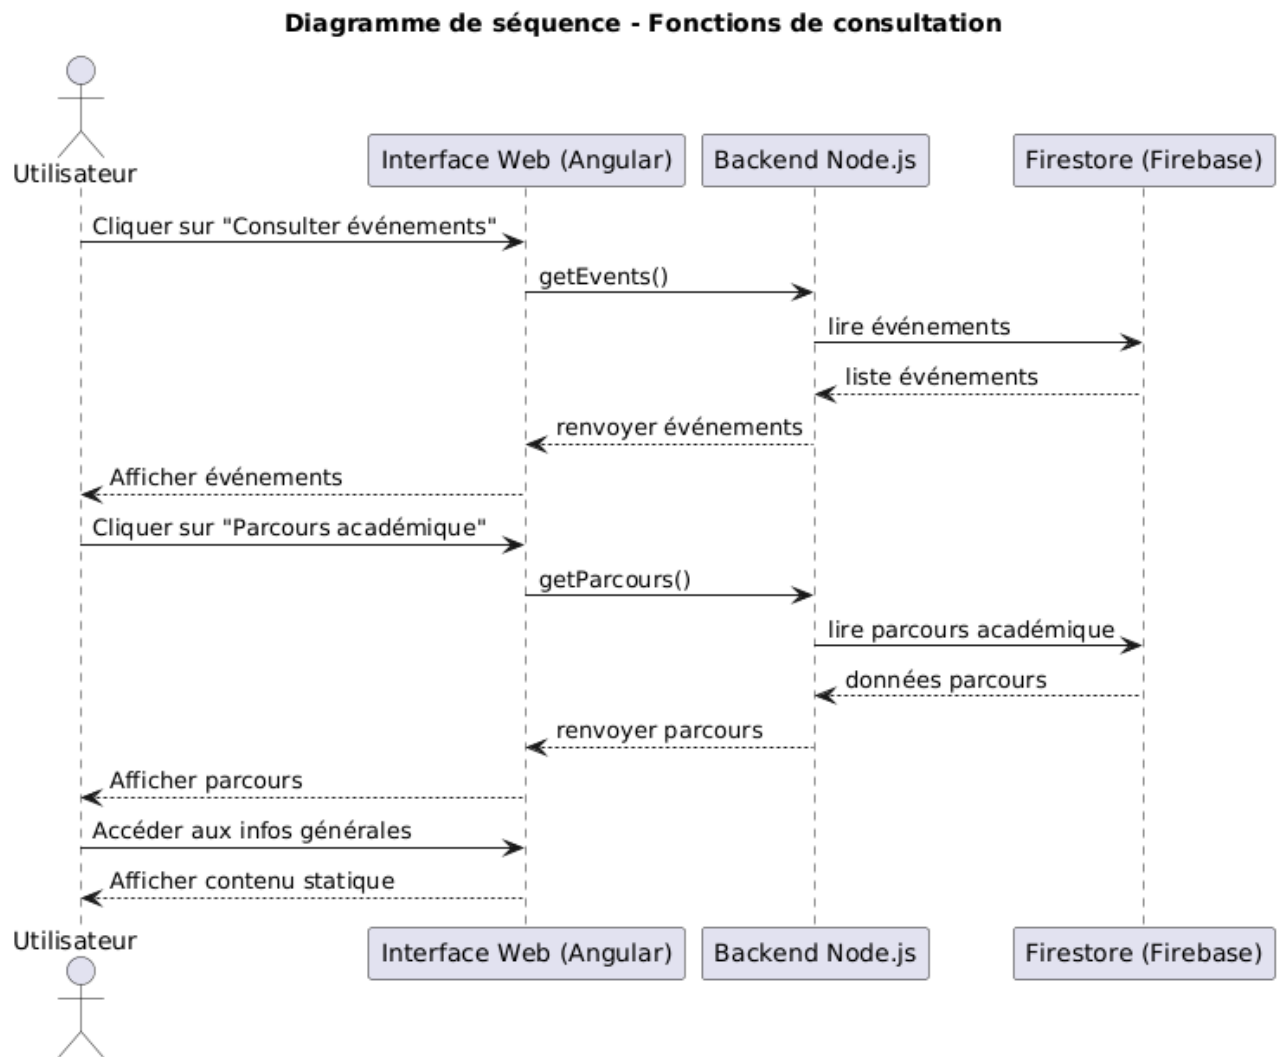 Diagramme de séquence - Fonctions de consultation
Utilisateur
Interface Web (Angular)
Backend Node.js
Firestore (Firebase)
Cliquer sur "Consulter événements"
getEvents()
lire événements
liste événements
renvoyer événements
Afficher événements
Cliquer sur "Parcours académique"
getParcours()
lire parcours académique
données parcours
renvoyer parcours
Afficher parcours
Accéder aux infos générales
Afficher contenu statique
Utilisateur
Interface Web (Angular)
Backend Node.js
Firestore (Firebase)